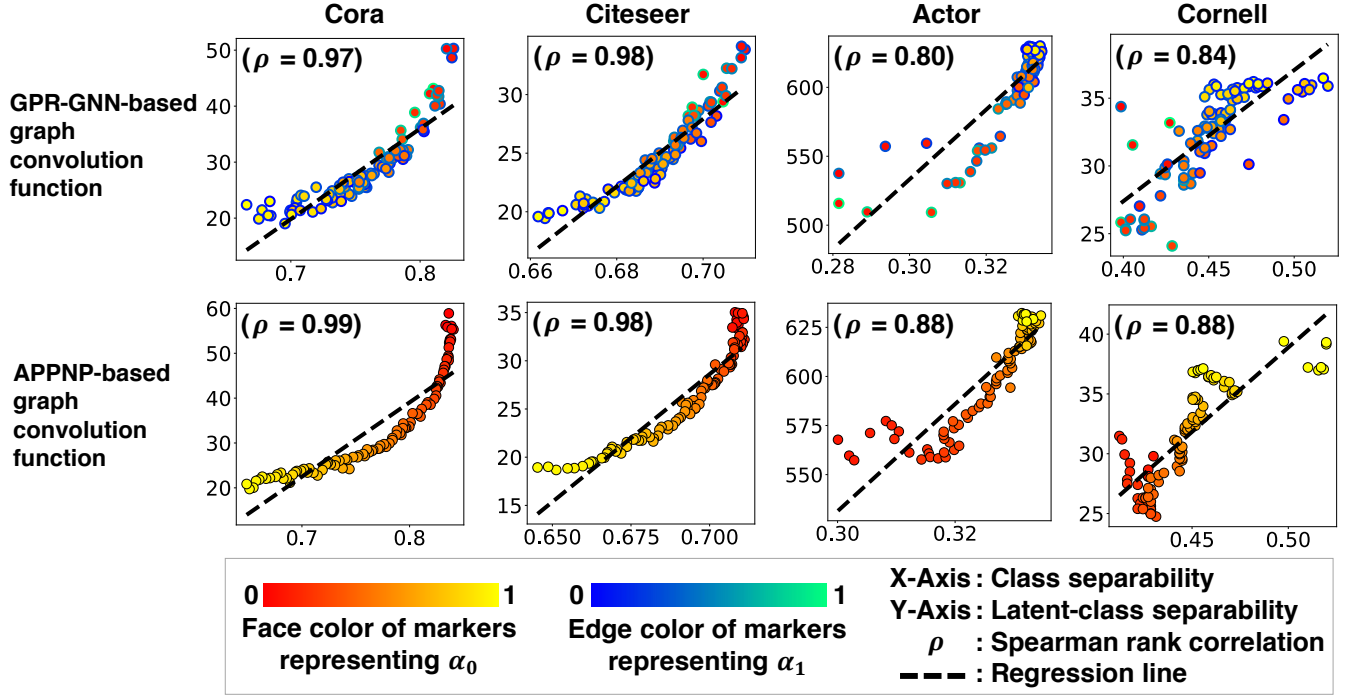 Cora
Citeseer
Actor
Cornell
GPR-GNN-based
graph
convolution
function
(ρ = 0.97)
50
40
30
20
0.7
0.8
(ρ = 0.98)
30
25
20
0.66
0.68
0.70
(ρ = 0.80)
600
550
500
0.28
0.30
0.32
(ρ = 0.84)
35
30
25
0.40
0.45
0.50
APPNP-based
graph
convolution
function
(ρ = 0.99)
60
50
40
30
20
0.7
0.8
(ρ = 0.98)
35
30
25
20
15
0.650
0.675
0.700
(ρ = 0.88)
625
600
575
550
0.30
0.32
(ρ = 0.88)
40
35
30
25
0.45
0.50
0 1
Face color of markers
representing α₀
0 1
Edge color of markers
representing α₁
X-Axis : Class separability
Y-Axis : Latent-class separability
ρ : Spearman rank correlation
: Regression line